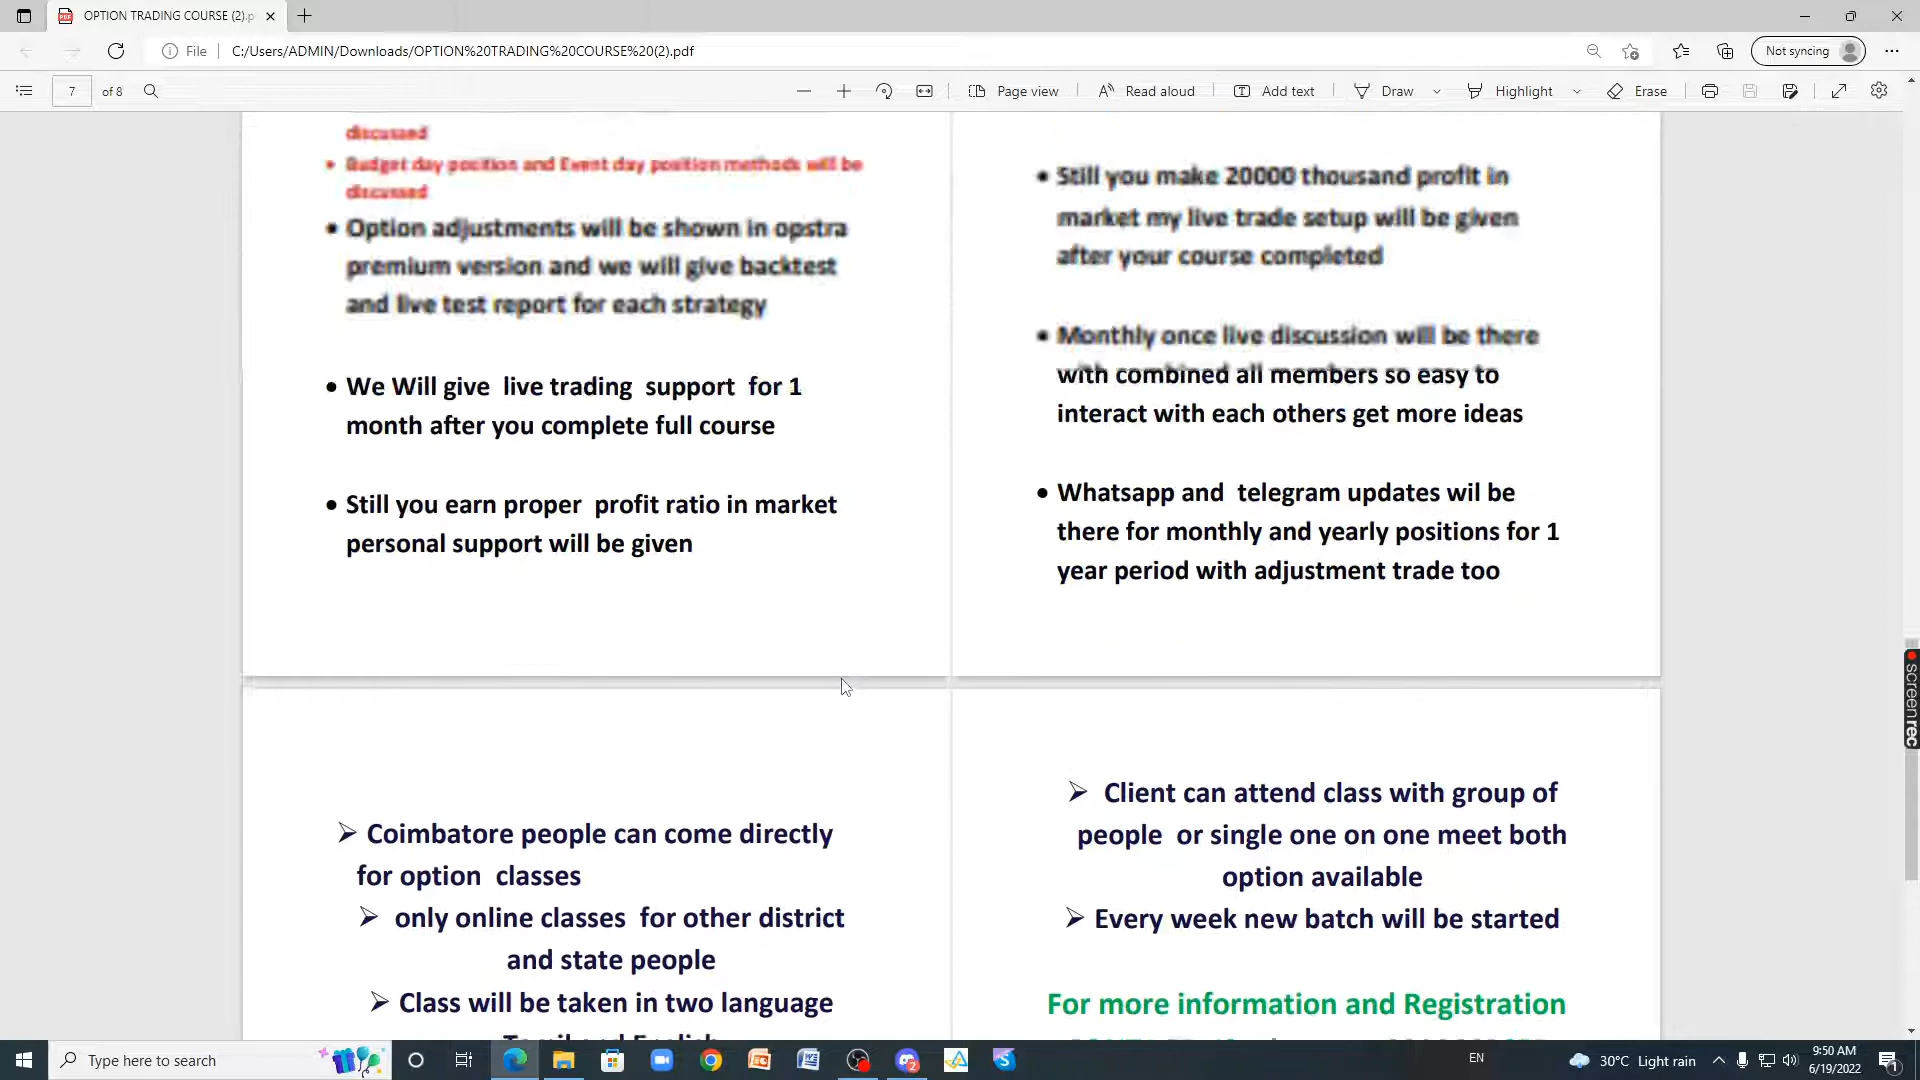 OPTION TRADING COURSE (2).p
File
C:/Users/ADMIN/Downloads/OPTION%20TRADING%20COURSE%20(2).pdf
Not syncing
7 of 8
Page view
Read aloud
Add text
Draw
Highlight
Erase
discussed
• Budget day position and Event day position methods will be
discussed
• Option adjustments will be shown in opstra
premium version and we will give backtest
and live test report for each strategy
• We Will give live trading support for 1
month after you complete full course
• Still you earn proper profit ratio in market
personal support will be given
• Still you make 20000 thousand profit in
market my live trade setup will be given
after your course completed
• Monthly once live discussion will be there
with combined all members so easy to
interact with each others get more ideas
• Whatsapp and telegram updates wil be
there for monthly and yearly positions for 1
year period with adjustment trade too
➢ Coimbatore people can come directly
for option classes
➢ only online classes for other district
and state people
➢ Class will be taken in two language
Tamil and English
➢ Client can attend class with group of
people or single one on one meet both
option available
➢ Every week new batch will be started
For more information and Registration
screenrec
Type here to search
EN
30°C Light rain
9:50 AM
6/19/2022